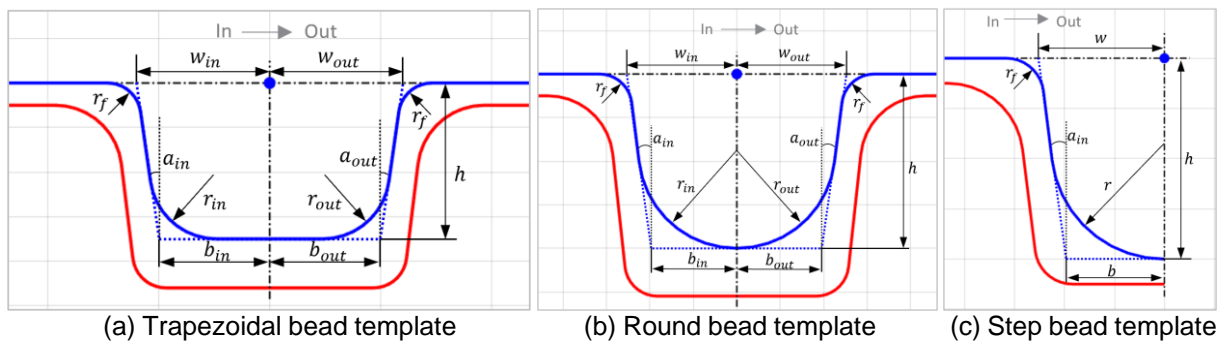 In Out
w_in w_out
r_f r_f
a_in a_out
h
r_in r_out
b_in b_out
(a) Trapezoidal bead template
In Out
w_in w_out
r_f r_f
a_in a_out
h
r_in r_out
b_in b_out
(b) Round bead template
In Out
w
r_f
a_in
h
r
b
(c) Step bead template